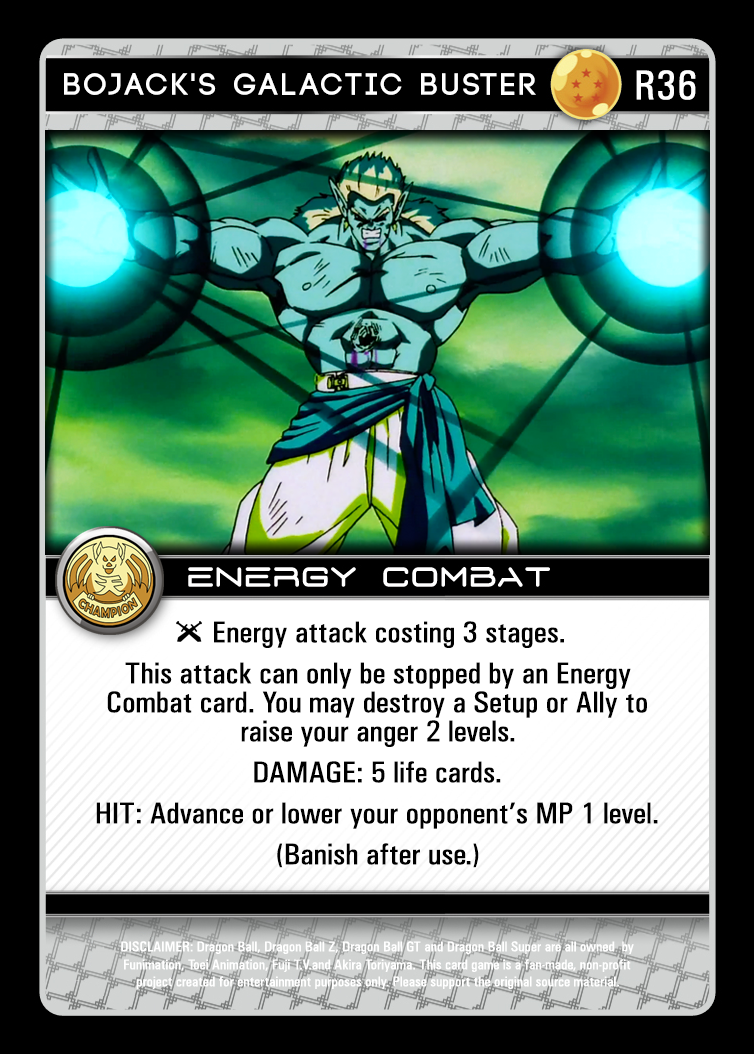 BOJACK'S GALACTIC BUSTER R36
CHAMPION
ENERGY COMBAT
Energy attack costing 3 stages.
This attack can only be stopped by an Energy
Combat card. You may destroy a Setup or Ally to
raise your anger 2 levels.
DAMAGE: 5 life cards.
HIT: Advance or lower your opponent's MP 1 level.
(Banish after use.)
DISCLAIMER: Dragon Ball, Dragon Ball Z, Dragon Ball GT and Dragon Ball Super are all owned by
Funimation, Toei Animation, Fuji T.V.and Akira Toriyama. This card game is a fan-made, non-profit
project created for entertainment purposes only. Please support the original source material.